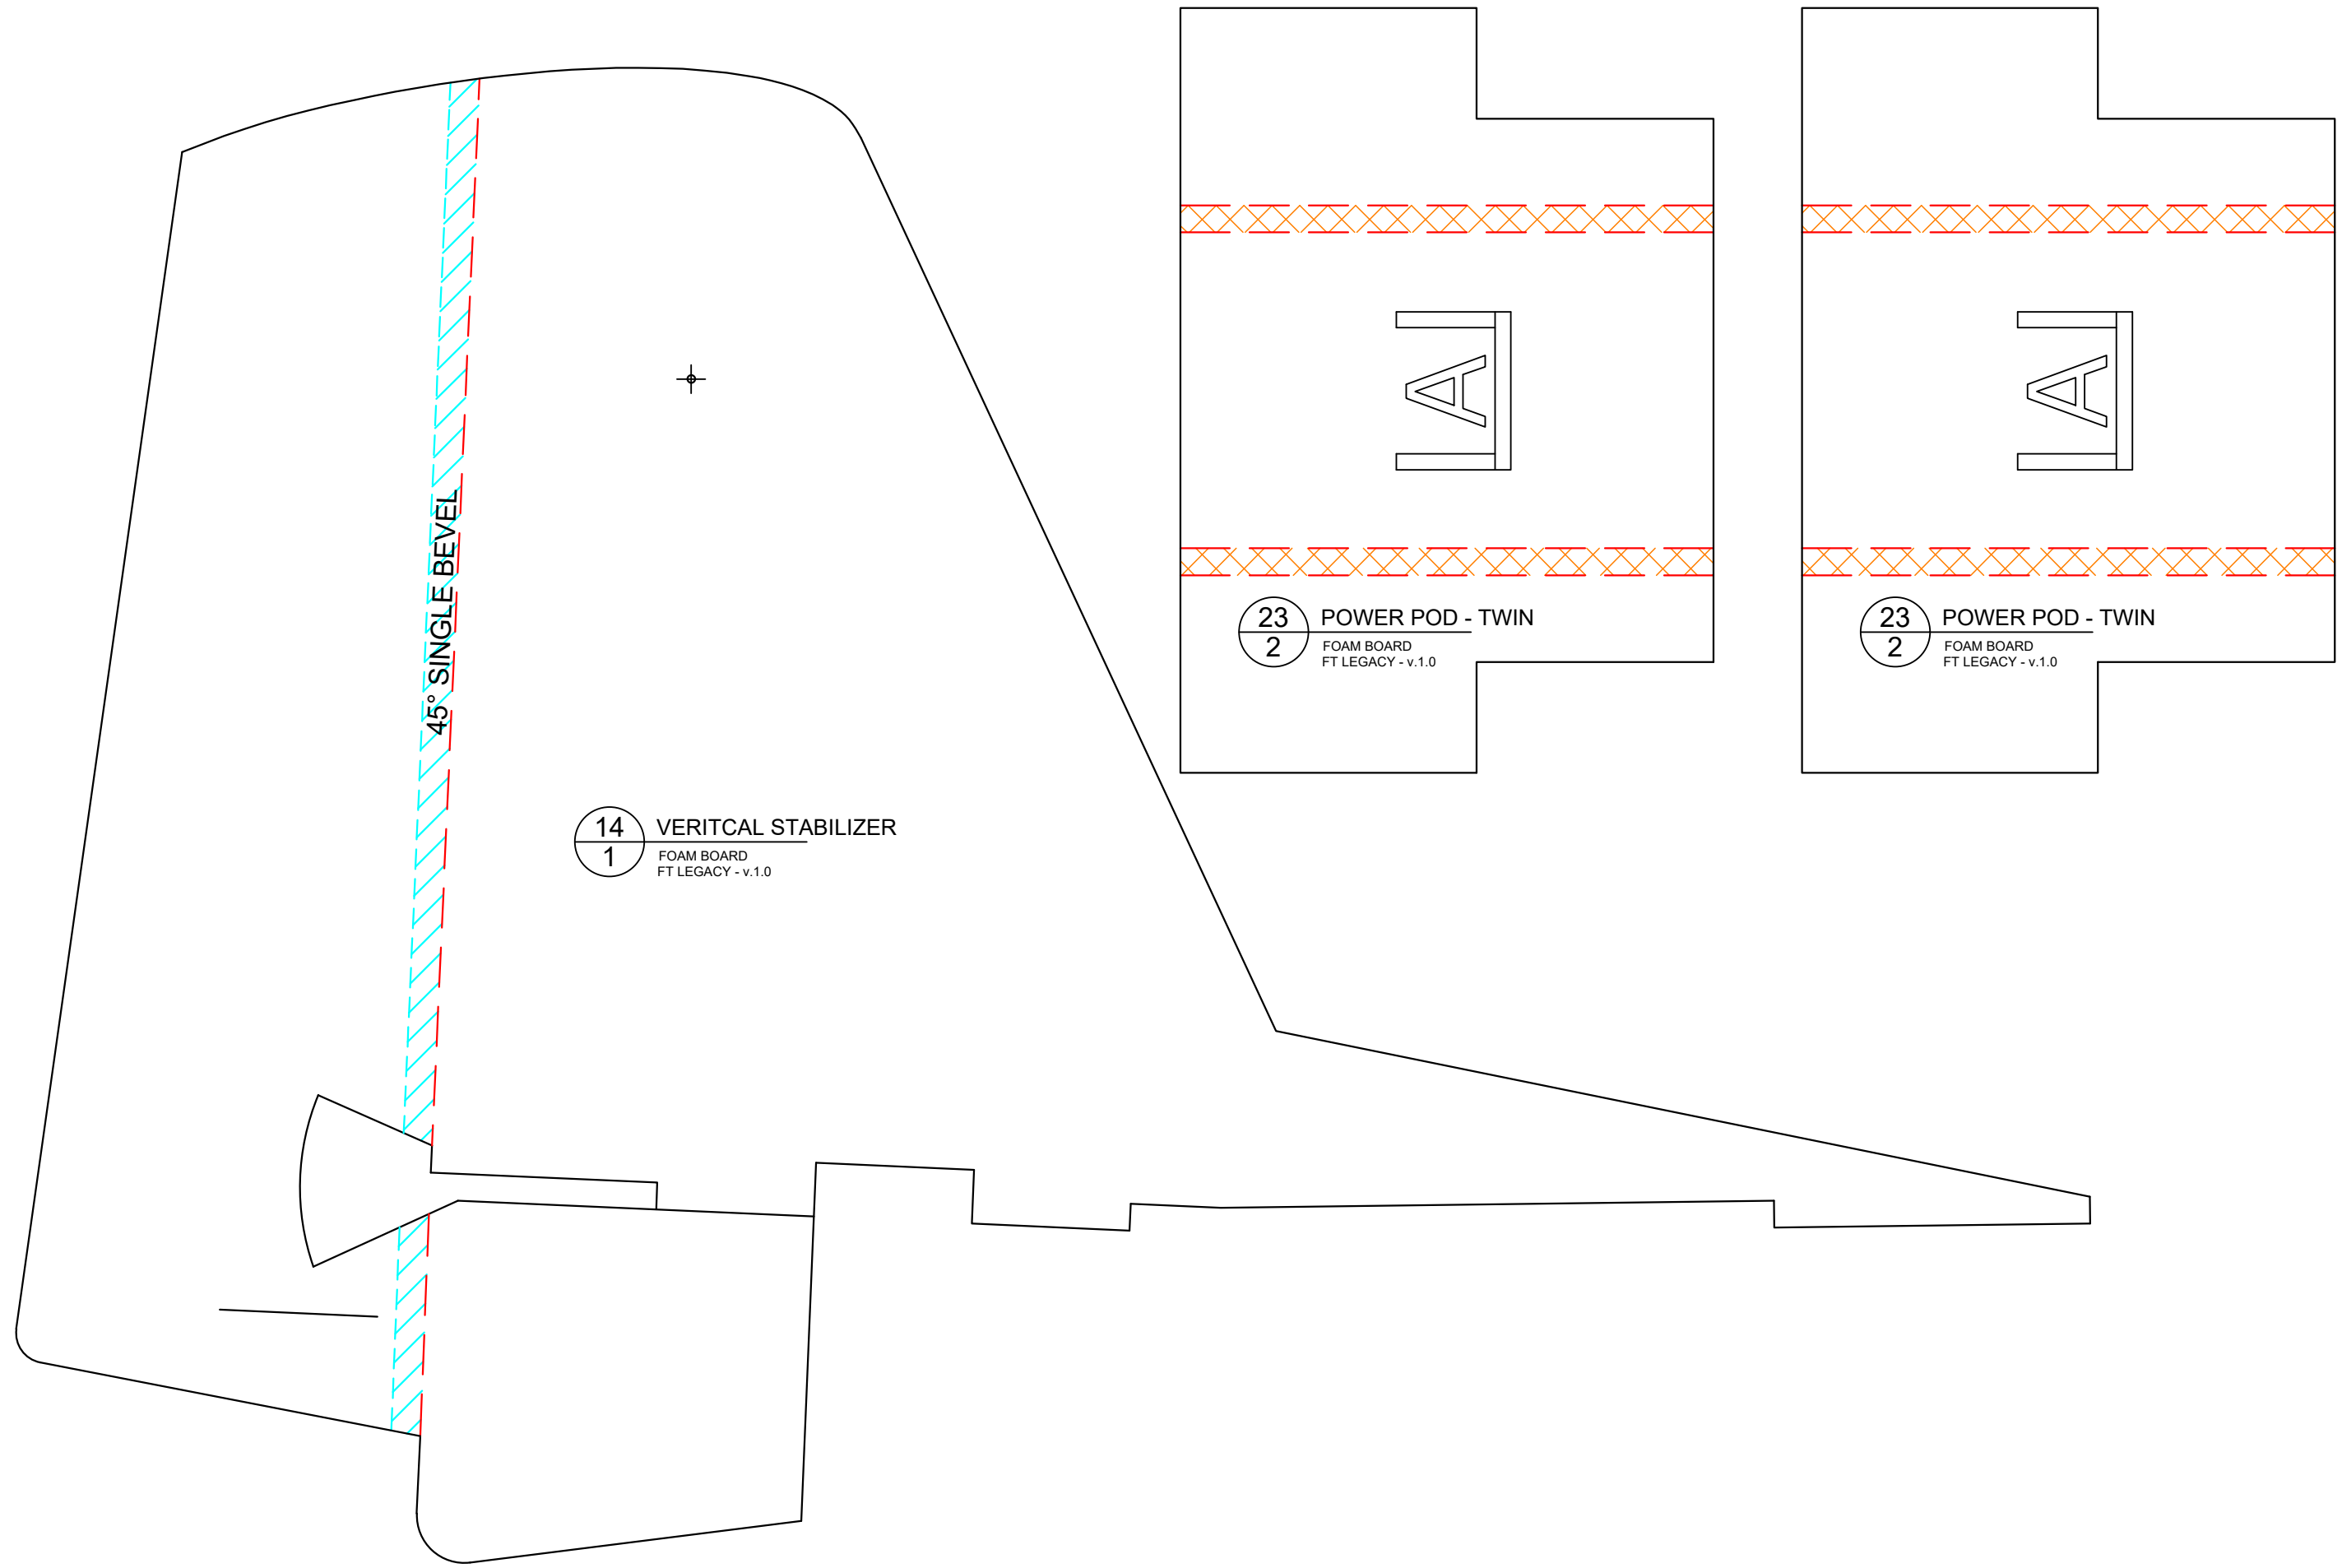 A
A
45° SINGLE BEVEL
23
2
POWER POD - TWIN
FOAM BOARD
FT LEGACY - v.1.0
23
2
POWER POD - TWIN
FOAM BOARD
FT LEGACY - v.1.0
14
1
VERITCAL STABILIZER
FOAM BOARD
FT LEGACY - v.1.0